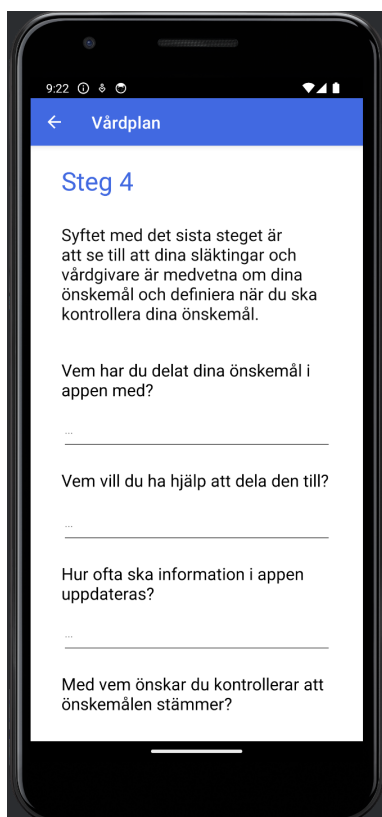 9:22
Vårdplan
Steg 4
Syftet med det sista steget är
att se till att dina släktingar och
vårdgivare är medvetna om dina
önskemål och definiera när du ska
kontrollera dina önskemål.
Vem har du delat dina önskemål i
appen med?
...
Vem vill du ha hjälp att dela den till?
...
Hur ofta ska information i appen
uppdateras?
...
Med vem önskar du kontrollerar att
önskemålen stämmer?